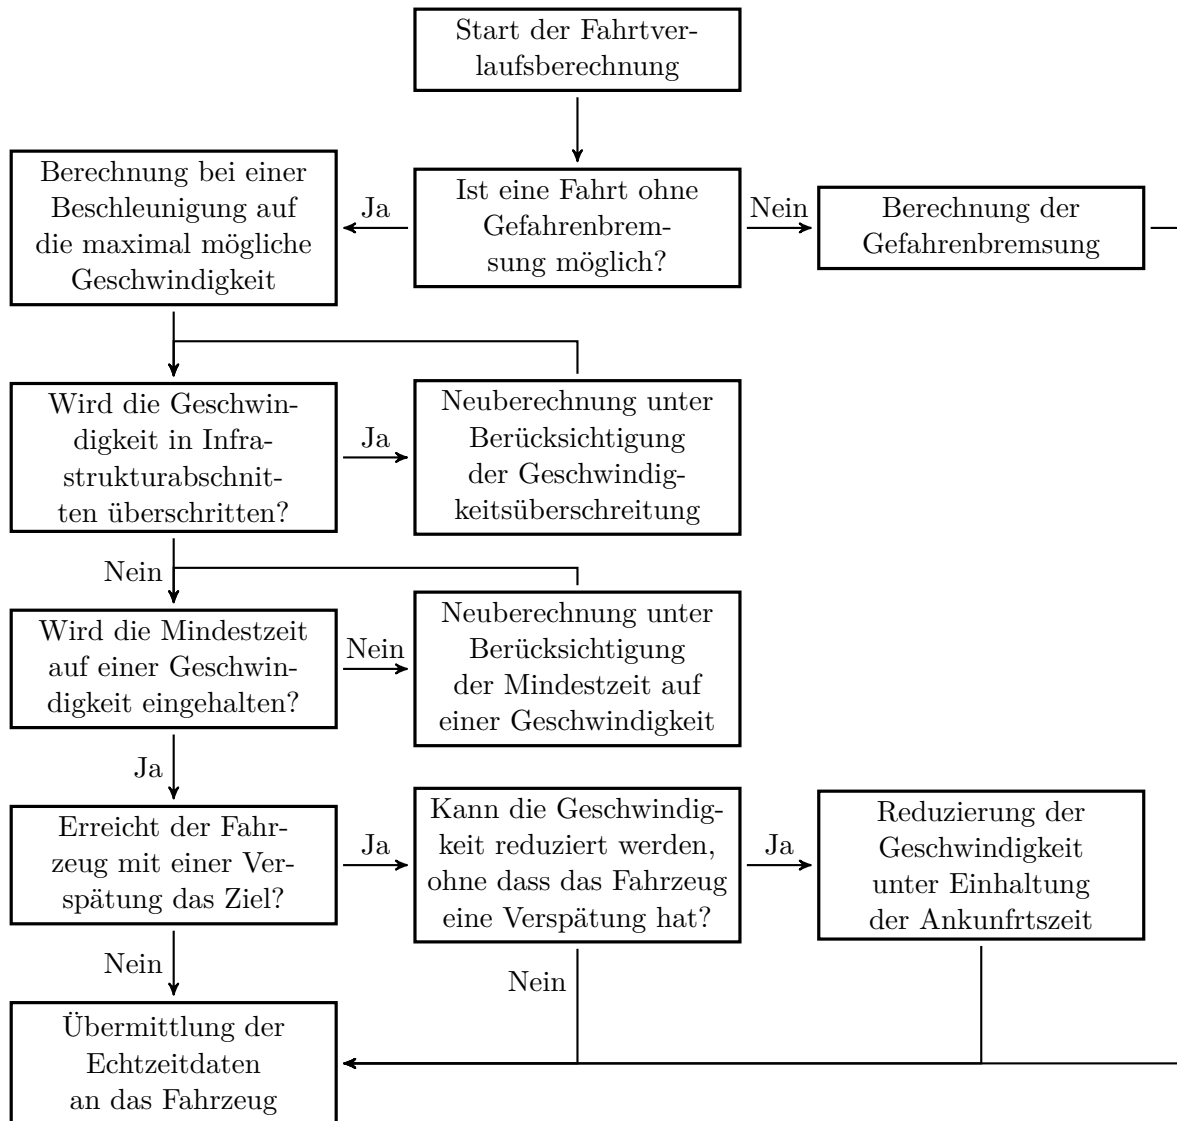 Start der Fahrtver-
laufsberechnung
Berechnung bei einer
Beschleunigung auf
die maximal mögliche
Geschwindigkeit
Ja
Ist eine Fahrt ohne
Gefahrenbrem-
sung möglich?
Nein
Berechnung der
Gefahrenbremsung
Wird die Geschwin-
digkeit in Infra-
strukturabschnit-
ten überschritten?
Ja
Neuberechnung unter
Berücksichtigung
der Geschwindig-
keitsüberschreitung
Nein
Wird die Mindestzeit
auf einer Geschwin-
digkeit eingehalten?
Nein
Neuberechnung unter
Berücksichtigung
der Mindestzeit auf
einer Geschwindigkeit
Ja
Erreicht der Fahr-
zeug mit einer Ver-
spätung das Ziel?
Ja
Kann die Geschwindig-
keit reduziert werden,
ohne dass das Fahrzeug
eine Verspätung hat?
Ja
Reduzierung der
Geschwindigkeit
unter Einhaltung
der Ankunfrtszeit
Nein
Nein
Übermittlung der
Echtzeitdaten
an das Fahrzeug